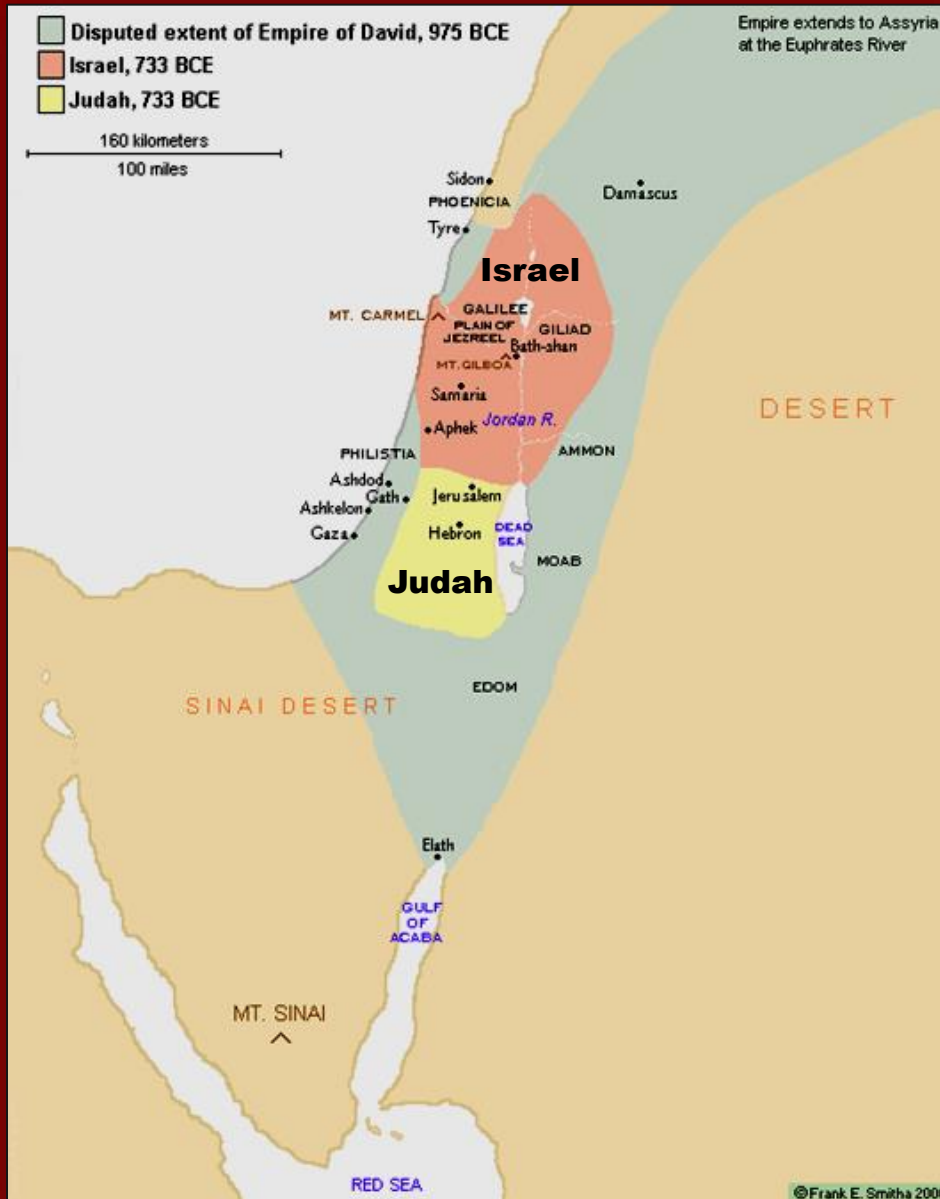 Disputed extent of Empire of David, 975 BCE
Israel, 733 BCE
Judah, 733 BCE
160 kilometers
100 miles
Empire extends to Assyria
at the Euphrates River
Sidon
PHOENICIA
Damascus
Tyre
Israel
MT. CARMEL
GALILEE
PLAIN OF
JEZREEL
GILIAD
Bath-shan
MT. GILBOA
Samaria
DESERT
Aphek
Jordan R.
PHILISTIA
AMMON
Ashdod
Gath
Jerusalem
Ashkelon
Gaza
Hebron
DEAD
SEA
MOAB
Judah
EDOM
SINAI DESERT
Elath
GULF
OF
ACABA
MT. SINAI
RED SEA
©Frank E. Smitha 200